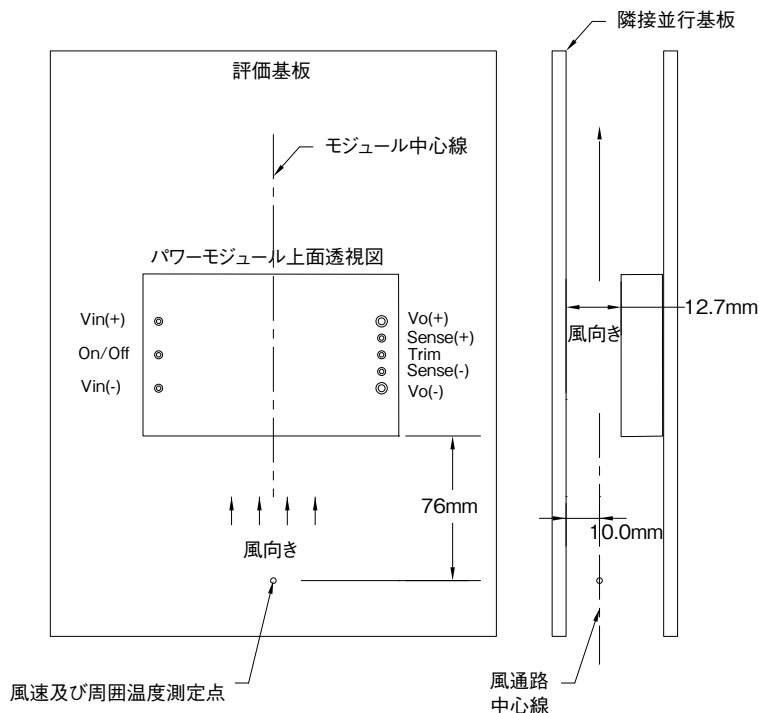 隣接並行基板
評価基板
モジュール中心線
パワーモジュール上面透視図
Vin(+)
On/Off
Vin(-)
Vo(+)
Sense(+)
Trim
Sense(-)
Vo(-)
12.7mm
風向き
76mm
10.0mm
風向き
風速及び周囲温度測定点
風通路
中心線